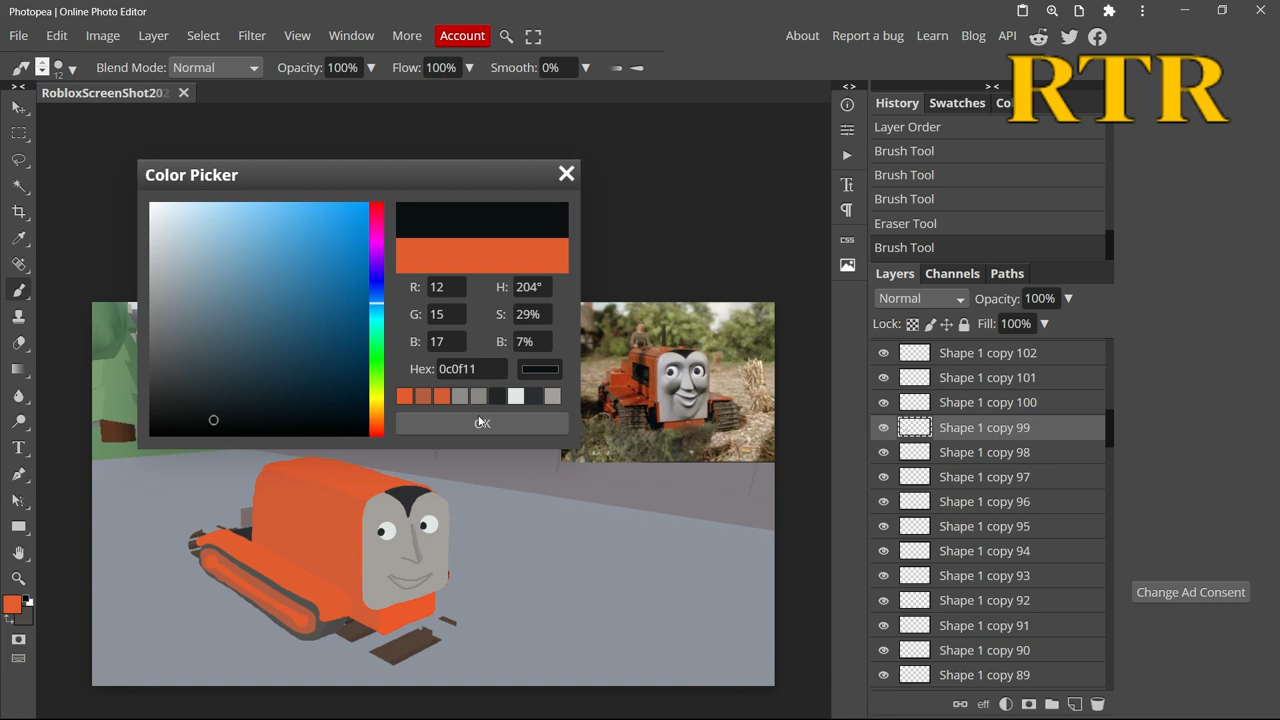 Photopea | Online Photo Editor
File Edit Image Layer Select Filter View Window More Account
About Report a bug Learn Blog API
12 Blend Mode: Normal Opacity: 100% Flow: 100% Smooth: 0%
RobloxScreenShot202
RTR
History Swatches Co
Layer Order
Brush Tool
Brush Tool
Brush Tool
Eraser Tool
Brush Tool
Color Picker
R: 12 H: 204°
G: 15 S: 29%
B: 17 B: 7%
Hex: 0c0f11
OK
CSS
Layers Channels Paths
Normal Opacity: 100%
Lock: Fill: 100%
Shape 1 copy 102
Shape 1 copy 101
Shape 1 copy 100
Shape 1 copy 99
Shape 1 copy 98
Shape 1 copy 97
Shape 1 copy 96
Shape 1 copy 95
Shape 1 copy 94
Shape 1 copy 93
Shape 1 copy 92
Shape 1 copy 91
Shape 1 copy 90
Shape 1 copy 89
eff
Change Ad Consent